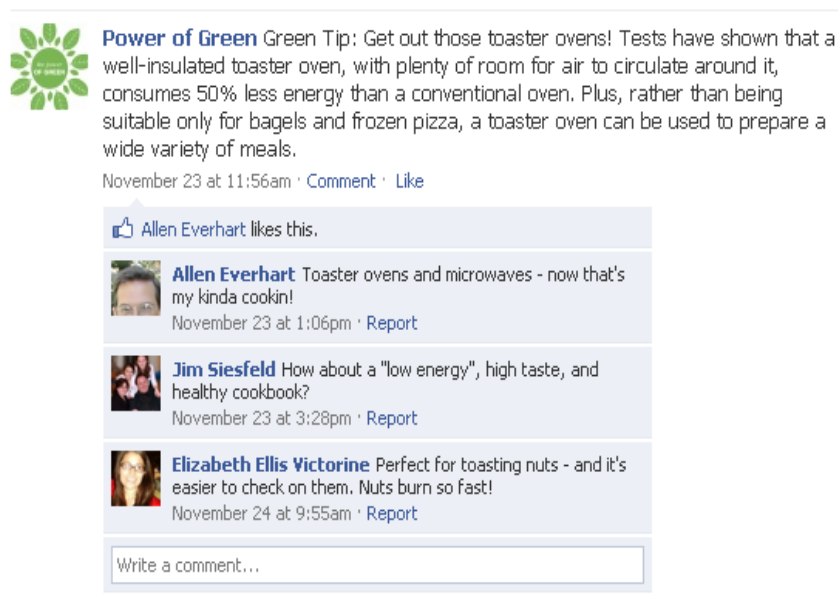 the power
OF GREEN
Power of Green Green Tip: Get out those toaster ovens! Tests have shown that a
well-insulated toaster oven, with plenty of room for air to circulate around it,
consumes 50% less energy than a conventional oven. Plus, rather than being
suitable only for bagels and frozen pizza, a toaster oven can be used to prepare a
wide variety of meals.
November 23 at 11:56am · Comment · Like
Allen Everhart likes this.
Allen Everhart Toaster ovens and microwaves - now that's
my kinda cookin!
November 23 at 1:06pm · Report
Jim Siesfeld How about a "low energy", high taste, and
healthy cookbook?
November 23 at 3:28pm · Report
Elizabeth Ellis Victorine Perfect for toasting nuts - and it's
easier to check on them. Nuts burn so fast!
November 24 at 9:55am · Report
Write a comment...